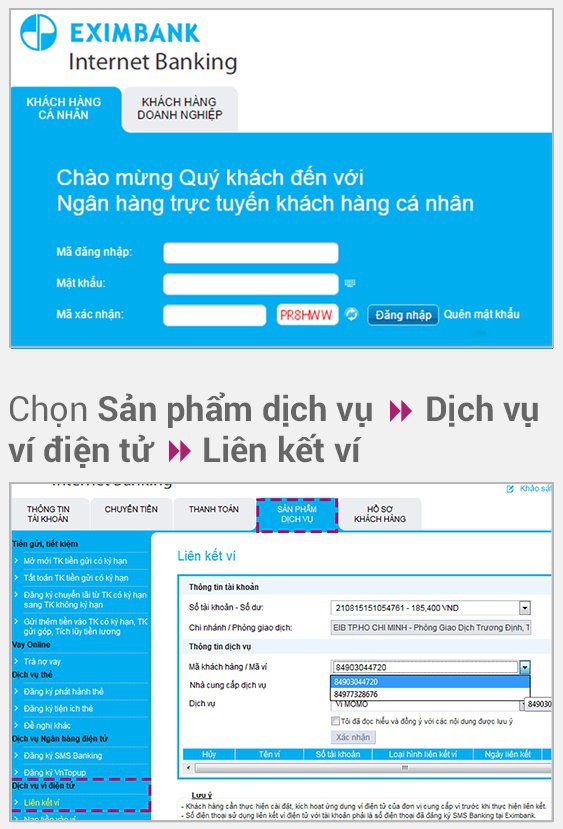 EXIMBANK
Internet Banking
KHÁCH HÀNG
CÁ NHÂN
KHÁCH HÀNG
DOANH NGHIỆP
Chào mừng Quý khách đến với
Ngân hàng trực tuyến khách hàng cá nhân
Mã đăng nhập:
Mật khẩu:
Mã xác nhận:
PR8HWW
Đăng nhập
Quên mật khẩu
Chọn Sản phẩm dịch vụ Dịch vụ
ví điện tử Liên kết ví
Internet Banking
Khảo sát
THÔNG TIN
TÀI KHOẢN
CHUYỂN TIỀN
THANH TOÁN
SẢN PHẨM
DỊCH VỤ
HỒ SƠ
KHÁCH HÀNG
Tiền gửi, tiết kiệm
Mở mới TK tiền gửi có kỳ hạn
Tất toán TK tiền gửi có kỳ hạn
Đăng ký chuyển lãi từ TK có kỳ hạn
sang TK không kỳ hạn
Gửi thêm tiền vào TK có kỳ hạn, TK
gửi góp, Tích lũy tiền lương
Vay Online
Trả nợ vay
Dịch vụ thẻ
Đăng ký phát hành thẻ
Đăng ký tiện ích thẻ
Đề nghị khác
Dịch vụ Ngân hàng điện tử
Đăng ký SMS Banking
Đăng ký VnTopup
Dịch vụ ví điện tử
Liên kết ví
Nạp tiền vào ví
Liên kết ví
Thông tin tài khoản
Số tài khoản - Số dư:
210815151054761 - 185,400 VND
Chi nhánh / Phòng giao dịch:
EIB TP.HO CHI MINH - Phòng Giao Dịch Trương Định, T
Thông tin dịch vụ
Mã khách hàng / Mã ví
84903044720
84903044720
84977328676
Nhà cung cấp dịch vụ
Dịch vụ
Ví MOMO
849030
Tôi đã đọc hiểu và đồng ý với các nội dung được lưu ý
Xác nhận
Hủy
Tên ví
Số tài khoản
Loại hình liên kết ví
Ngày liên kết
Lưu ý
- Khách hàng cần thực hiện cài đặt, kích hoạt ứng dụng ví điện tử của đơn vị cung cấp ví trước khi thực hiện liên kết.
- Số điện thoại sử dụng liên kết ví điện tử với tài khoản phải là số điện thoại đã đăng ký SMS Banking tại Eximbank.